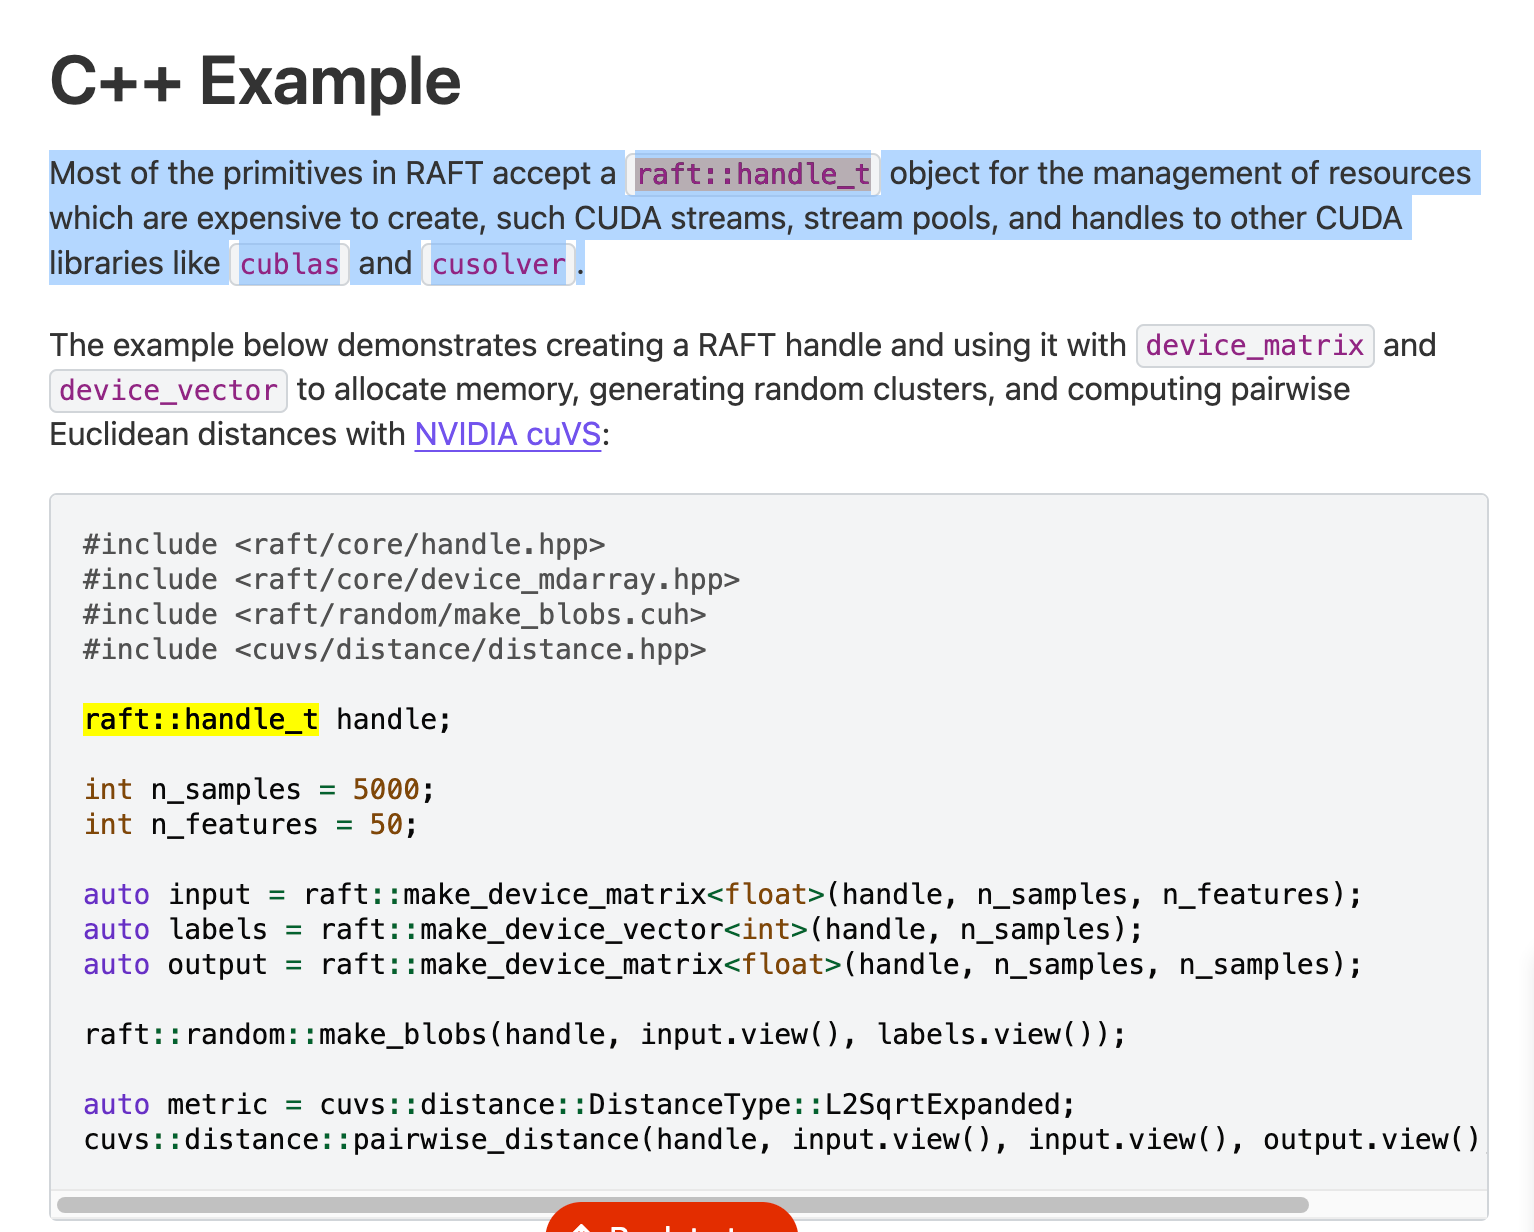 C++ Example
Most of the primitives in RAFT accept a raft::handle_t object for the management of resources
which are expensive to create, such CUDA streams, stream pools, and handles to other CUDA
libraries like cublas and cusolver.
The example below demonstrates creating a RAFT handle and using it with device_matrix and
device_vector to allocate memory, generating random clusters, and computing pairwise
Euclidean distances with NVIDIA cuVS:
#include <raft/core/handle.hpp>
#include <raft/core/device_mdarray.hpp>
#include <raft/random/make_blobs.cuh>
#include <cuvs/distance/distance.hpp>
raft::handle_t handle;
int n_samples = 5000;
int n_features = 50;
auto input = raft::make_device_matrix<float>(handle, n_samples, n_features);
auto labels = raft::make_device_vector<int>(handle, n_samples);
auto output = raft::make_device_matrix<float>(handle, n_samples, n_samples);
raft::random::make_blobs(handle, input.view(), labels.view());
auto metric = cuvs::distance::DistanceType::L2SqrtExpanded;
cuvs::distance::pairwise_distance(handle, input.view(), input.view(), output.view()